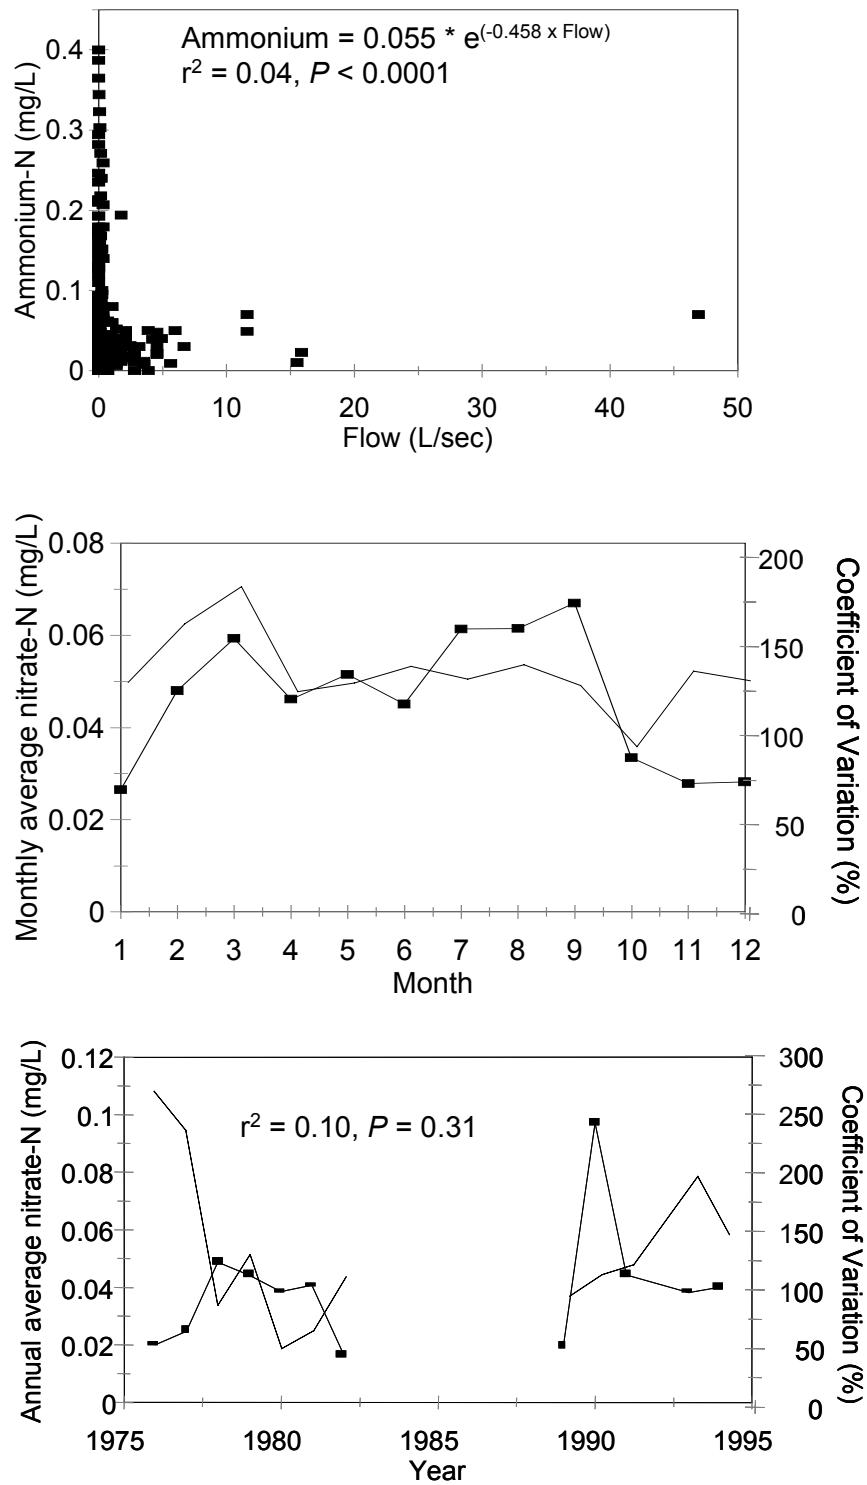 Ammonium = 0.055 * e(-0.458 x Flow)
r2 = 0.04, P < 0.0001
Ammonium-N (mg/L)
0.4
0.3
0.2
0.1
0
0 10 20 30 40 50
Flow (L/sec)
Monthly average nitrate-N (mg/L)
0.08
0.06
0.04
0.02
0
200
150
100
50
0
Coefficient of Variation (%)
1 2 3 4 5 6 7 8 9 10 11 12
Month
Annual average nitrate-N (mg/L)
0.12
0.1
0.08
0.06
0.04
0.02
0
r2 = 0.10, P = 0.31
300
250
200
150
100
50
0
Coefficient of Variation (%)
1975 1980 1985 1990 1995
Year